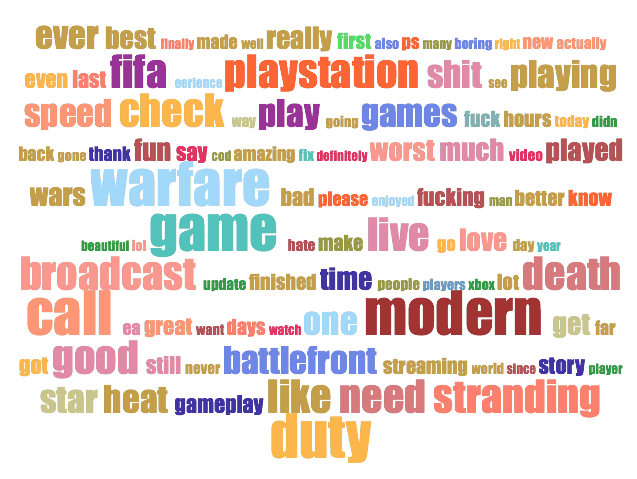 ever best finally made well really first also ps many boring right new actually
even last fifa eerience playstation shit see playing
speed check way play going games fuck hours today didn
back gone thank fun say cod amazing fix definitely worst much video played
wars warfare bad please enjoyed fucking man better know
beautiful lol game hate make live go love day year
broadcast update finished time people players xbox lot death
call ea great want days watch one modern get far
got good still never battlefront streaming world since story player
star heat gameplay like need stranding
duty